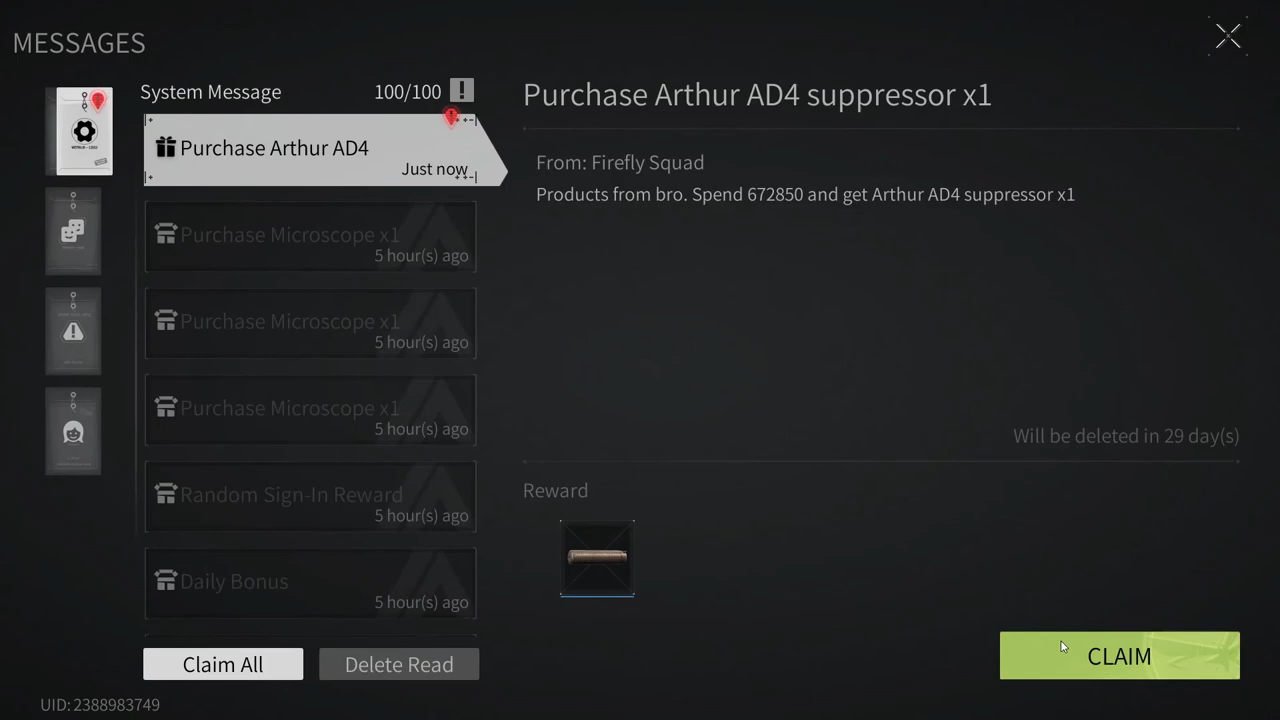 MESSAGES
System Message 100/100
Purchase Arthur AD4
Just now
Purchase Microscope x1
5 hour(s) ago
Purchase Microscope x1
5 hour(s) ago
Purchase Microscope x1
5 hour(s) ago
Random Sign-In Reward
5 hour(s) ago
Daily Bonus
5 hour(s) ago
Claim All
Delete Read
UID: 2388983749
Purchase Arthur AD4 suppressor x1
From: Firefly Squad
Products from bro. Spend 672850 and get Arthur AD4 suppressor x1
Will be deleted in 29 day(s)
Reward
CLAIM